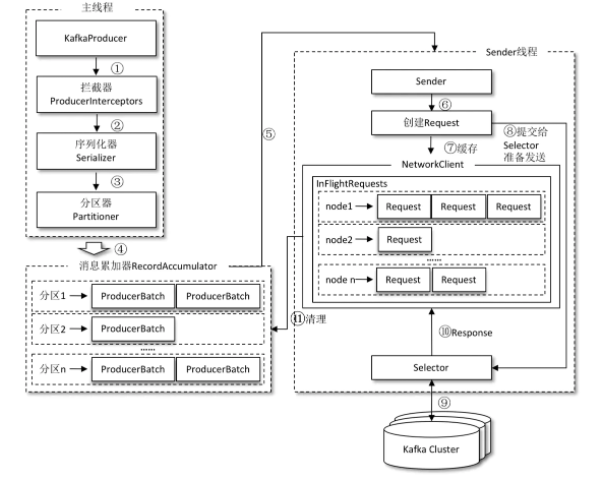 主线程
KafkaProducer
①
拦截器
ProducerInterceptors
②
序列化器
Serializer
③
分区器
Partitioner
④
消息累加器RecordAccumulator
分区1
ProducerBatch
ProducerBatch
分区2
ProducerBatch
......
分区n
ProducerBatch
ProducerBatch
⑤
Sender线程
Sender
⑥
创建Request
⑦缓存
⑧提交给
Selector
准备发送
NetworkClient
InFlightRequests
node1
Request
Request
Request
node2
Request
......
node n
Request
Request
⑪清理
⑩Response
Selector
⑨
Kafka Cluster